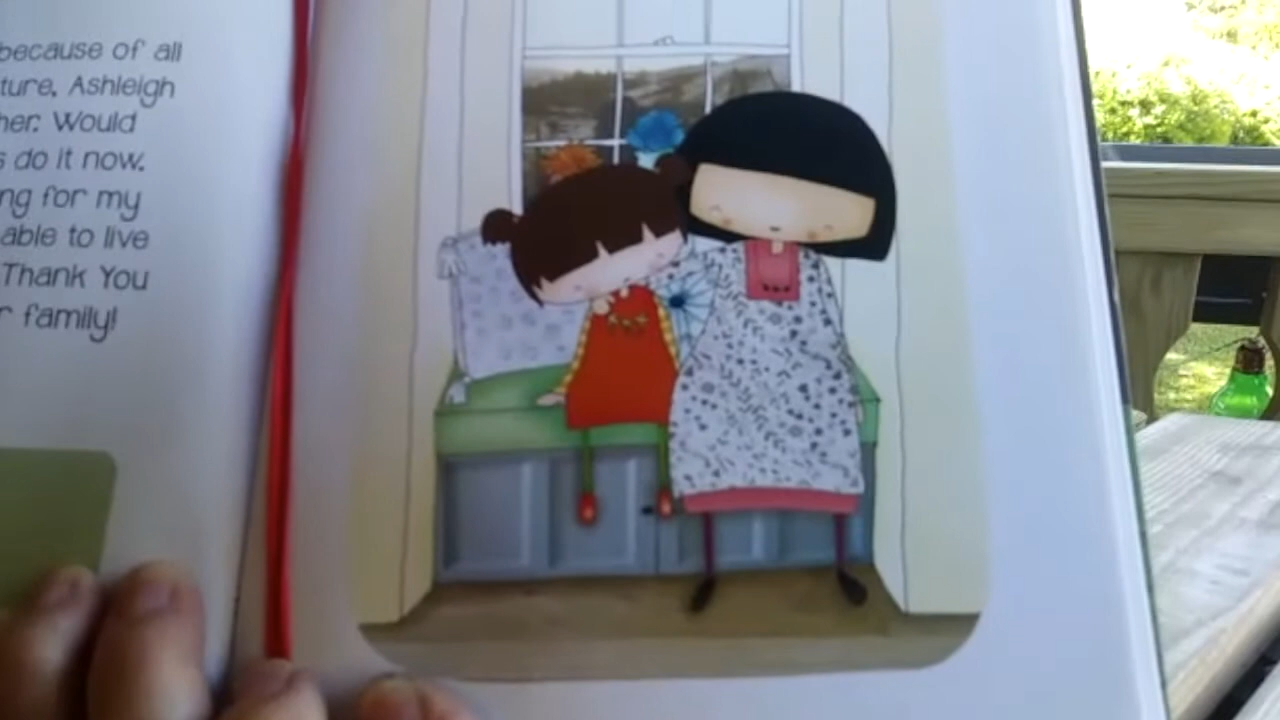 because of all
ture, Ashleigh
her. Would
s do it now.
ng for my
able to live
Thank You
r family!